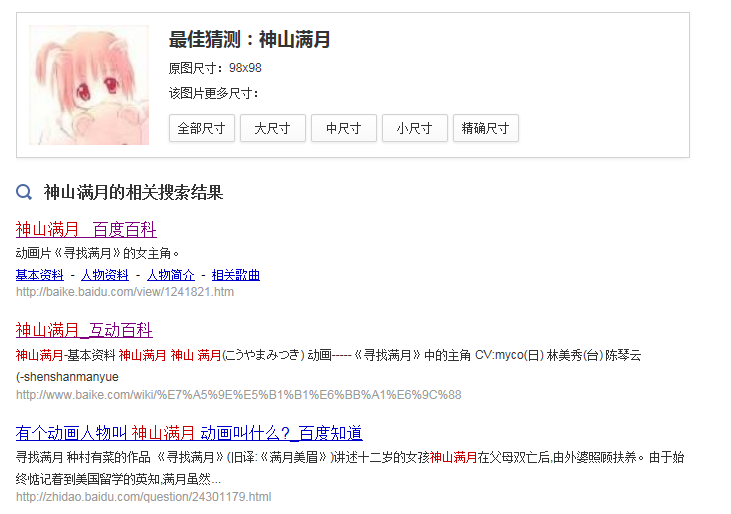 最佳猜测：神山满月
原图尺寸：98x98
该图片更多尺寸：
全部尺寸 大尺寸 中尺寸 小尺寸 精确尺寸
神山满月的相关搜索结果
神山满月_百度百科
动画片《寻找满月》的女主角。
基本资料 - 人物资料 - 人物简介 - 相关歌曲
http://baike.baidu.com/view/1241821.htm
神山满月_互动百科
神山满月-基本资料 神山满月 神山 满月(こうやまみつき) 动画-----《寻找满月》中的主角 CV:myco(日) 林美秀(台) 陈琴云
(-shenshanmanyue
http://www.baike.com/wiki/%E7%A5%9E%E5%B1%B1%E6%BB%A1%E6%9C%88
有个动画人物叫 神山满月 动画叫什么?_百度知道
寻找满月 种村有菜的作品 《寻找满月》(旧译:《满月美眉》)讲述十二岁的女孩神山满月在父母双亡后,由外婆照顾扶养。由于始
终惦记着到美国留学的英知,满月虽然...
http://zhidao.baidu.com/question/24301179.html